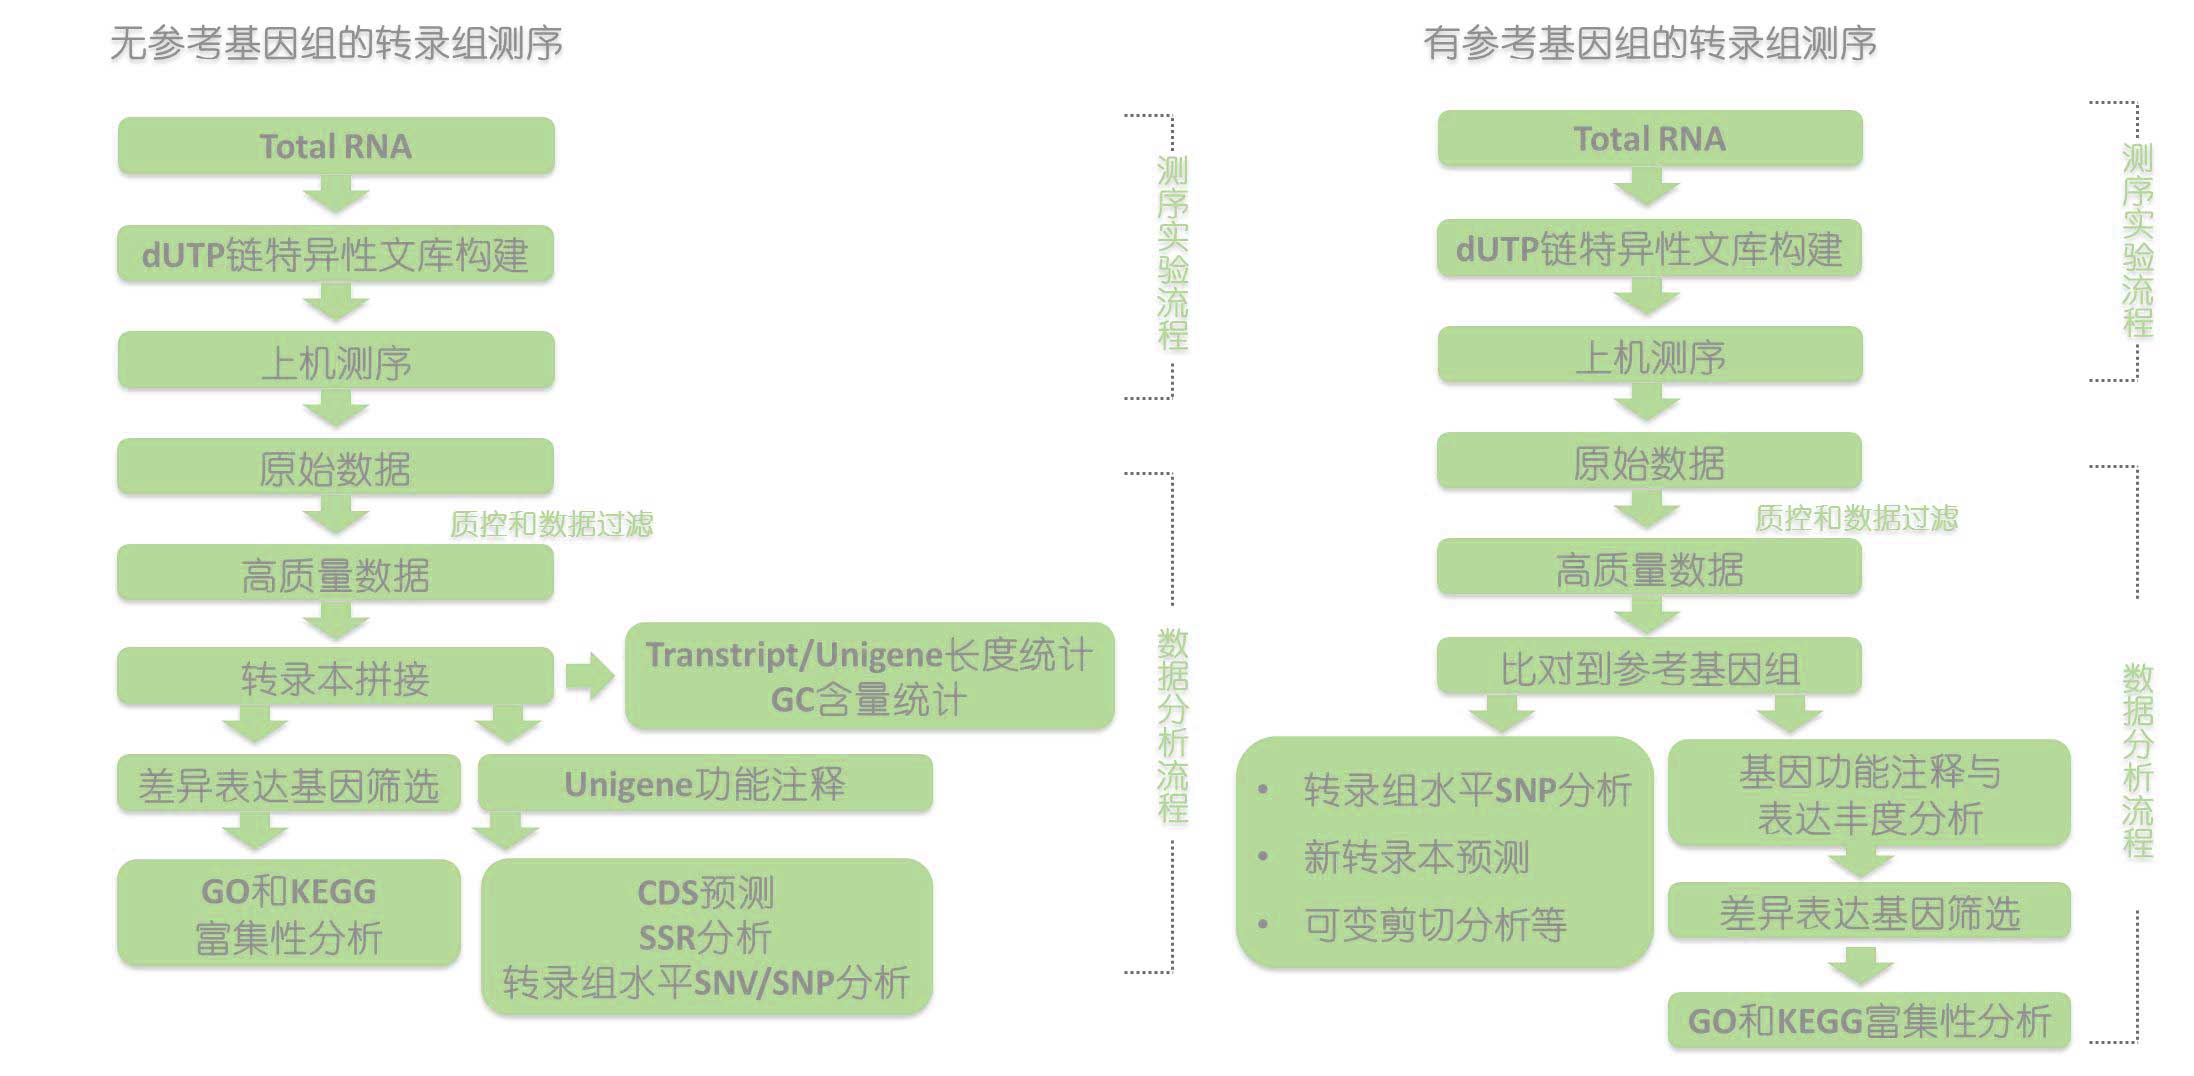 无参考基因组的转录组测序
Total RNA
dUTP链特异性文库构建
上机测序
原始数据
质控和数据过滤
高质量数据
转录本拼接
Transtript/Unigene长度统计
GC含量统计
差异表达基因筛选
Unigene功能注释
GO和KEGG
富集性分析
CDS预测
SSR分析
转录组水平SNV/SNP分析
测序实验流程
数据分析流程
有参考基因组的转录组测序
Total RNA
dUTP链特异性文库构建
上机测序
原始数据
质控和数据过滤
高质量数据
比对到参考基因组
• 转录组水平SNP分析
• 新转录本预测
• 可变剪切分析等
基因功能注释与
表达丰度分析
差异表达基因筛选
GO和KEGG富集性分析
测序实验流程
数据分析流程